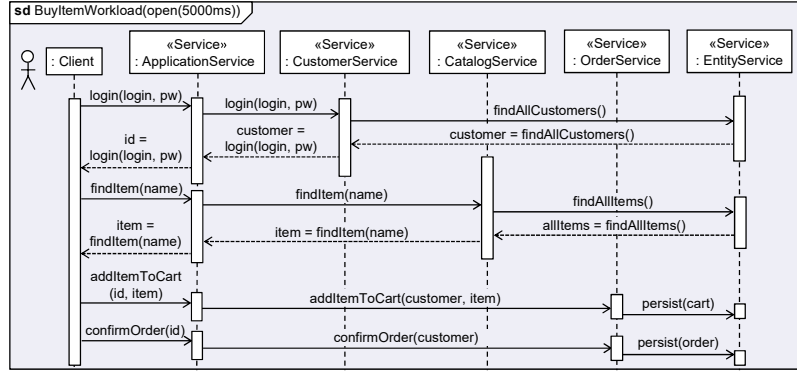 sd BuyItemWorkload(open(5000ms))
: Client
«Service»
: ApplicationService
«Service»
: CustomerService
«Service»
: CatalogService
«Service»
: OrderService
«Service»
: EntityService
login(login, pw)
login(login, pw)
findAllCustomers()
customer = findAllCustomers()
customer =
login(login, pw)
id =
login(login, pw)
findItem(name)
findItem(name)
findAllItems()
allItems = findAllItems()
item = findItem(name)
item =
findItem(name)
addItemToCart
(id, item)
addItemToCart(customer, item)
persist(cart)
confirmOrder(id)
confirmOrder(customer)
persist(order)